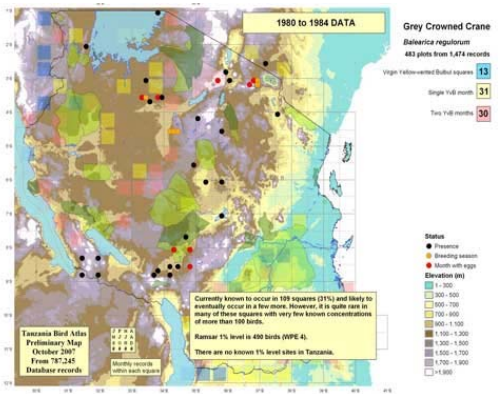 1980 to 1984 DATA
Grey Crowned Crane
Balearica regulorum
483 plots from 1,474 records
Virgin Yellow-vented Bulbul squares 13
Single YvB month 31
Two YvB months 30
Status
Presence
Breeding season
Month with eggs
Elevation (m)
1 - 300
300 - 500
500 - 700
700 - 900
900 - 1,100
1,100 - 1,300
1,300 - 1,500
1,500 - 1,700
1,700 - 1,900
>1,900
Currently known to occur in 109 squares (31%) and likely to
eventually occur in a few more. However, it is quite rare in
many of these squares with very few known concentrations
of more than 100 birds.
Ramsar 1% level is 490 birds (WPE 4).
There are no known 1% level sites in Tanzania.
Tanzania Bird Atlas
Preliminary Map
October 2007
From 787,245
Database records
J F M A
M J J A
S O N D
Monthly records
within each square